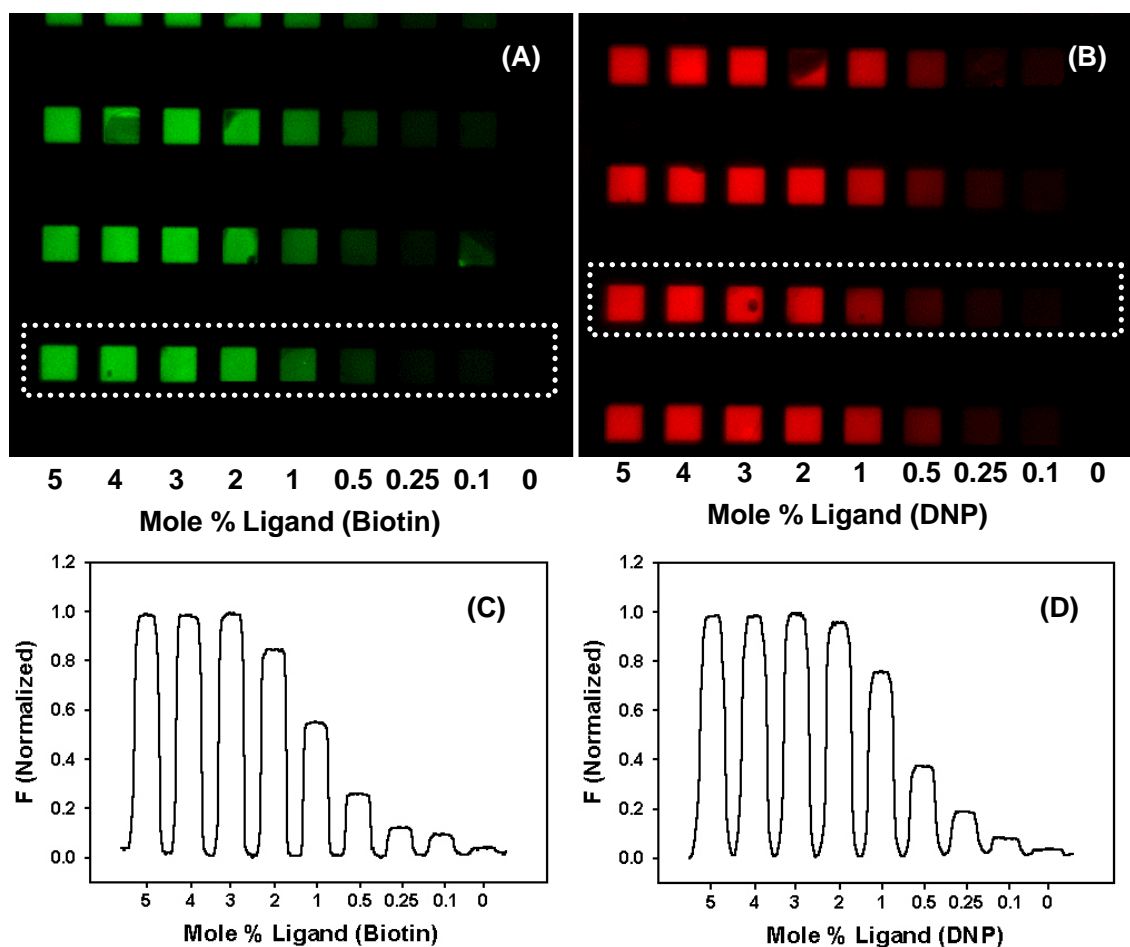 (A)
(B)
5 4 3 2 1 0.5 0.25 0.1 0
Mole % Ligand (Biotin)
5 4 3 2 1 0.5 0.25 0.1 0
Mole % Ligand (DNP)
(C)
F (Normalized)
1.2
1.0
0.8
0.6
0.4
0.2
0.0
5 4 3 2 1 0.5 0.25 0.1 0
Mole % Ligand (Biotin)
(D)
F (Normalized)
1.2
1.0
0.8
0.6
0.4
0.2
0.0
5 4 3 2 1 0.5 0.25 0.1 0
Mole % Ligand (DNP)